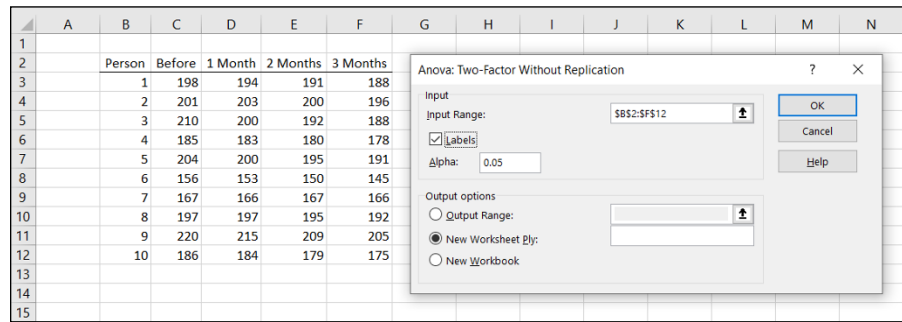 A B C D E F G H I J K L M N
1
2 Person Before 1 Month 2 Months 3 Months
3 1 198 194 191 188
4 2 201 203 200 196
5 3 210 200 192 188
6 4 185 183 180 178
7 5 204 200 195 191
8 6 156 153 150 145
9 7 167 166 167 166
10 8 197 197 195 192
11 9 220 215 209 205
12 10 186 184 179 175
13
14
15
Anova: Two-Factor Without Replication ? ×
Input
Input Range: $B$2:$F$12
Labels
Alpha: 0.05
OK
Cancel
Help
Output options
Output Range:
New Worksheet Ply:
New Workbook